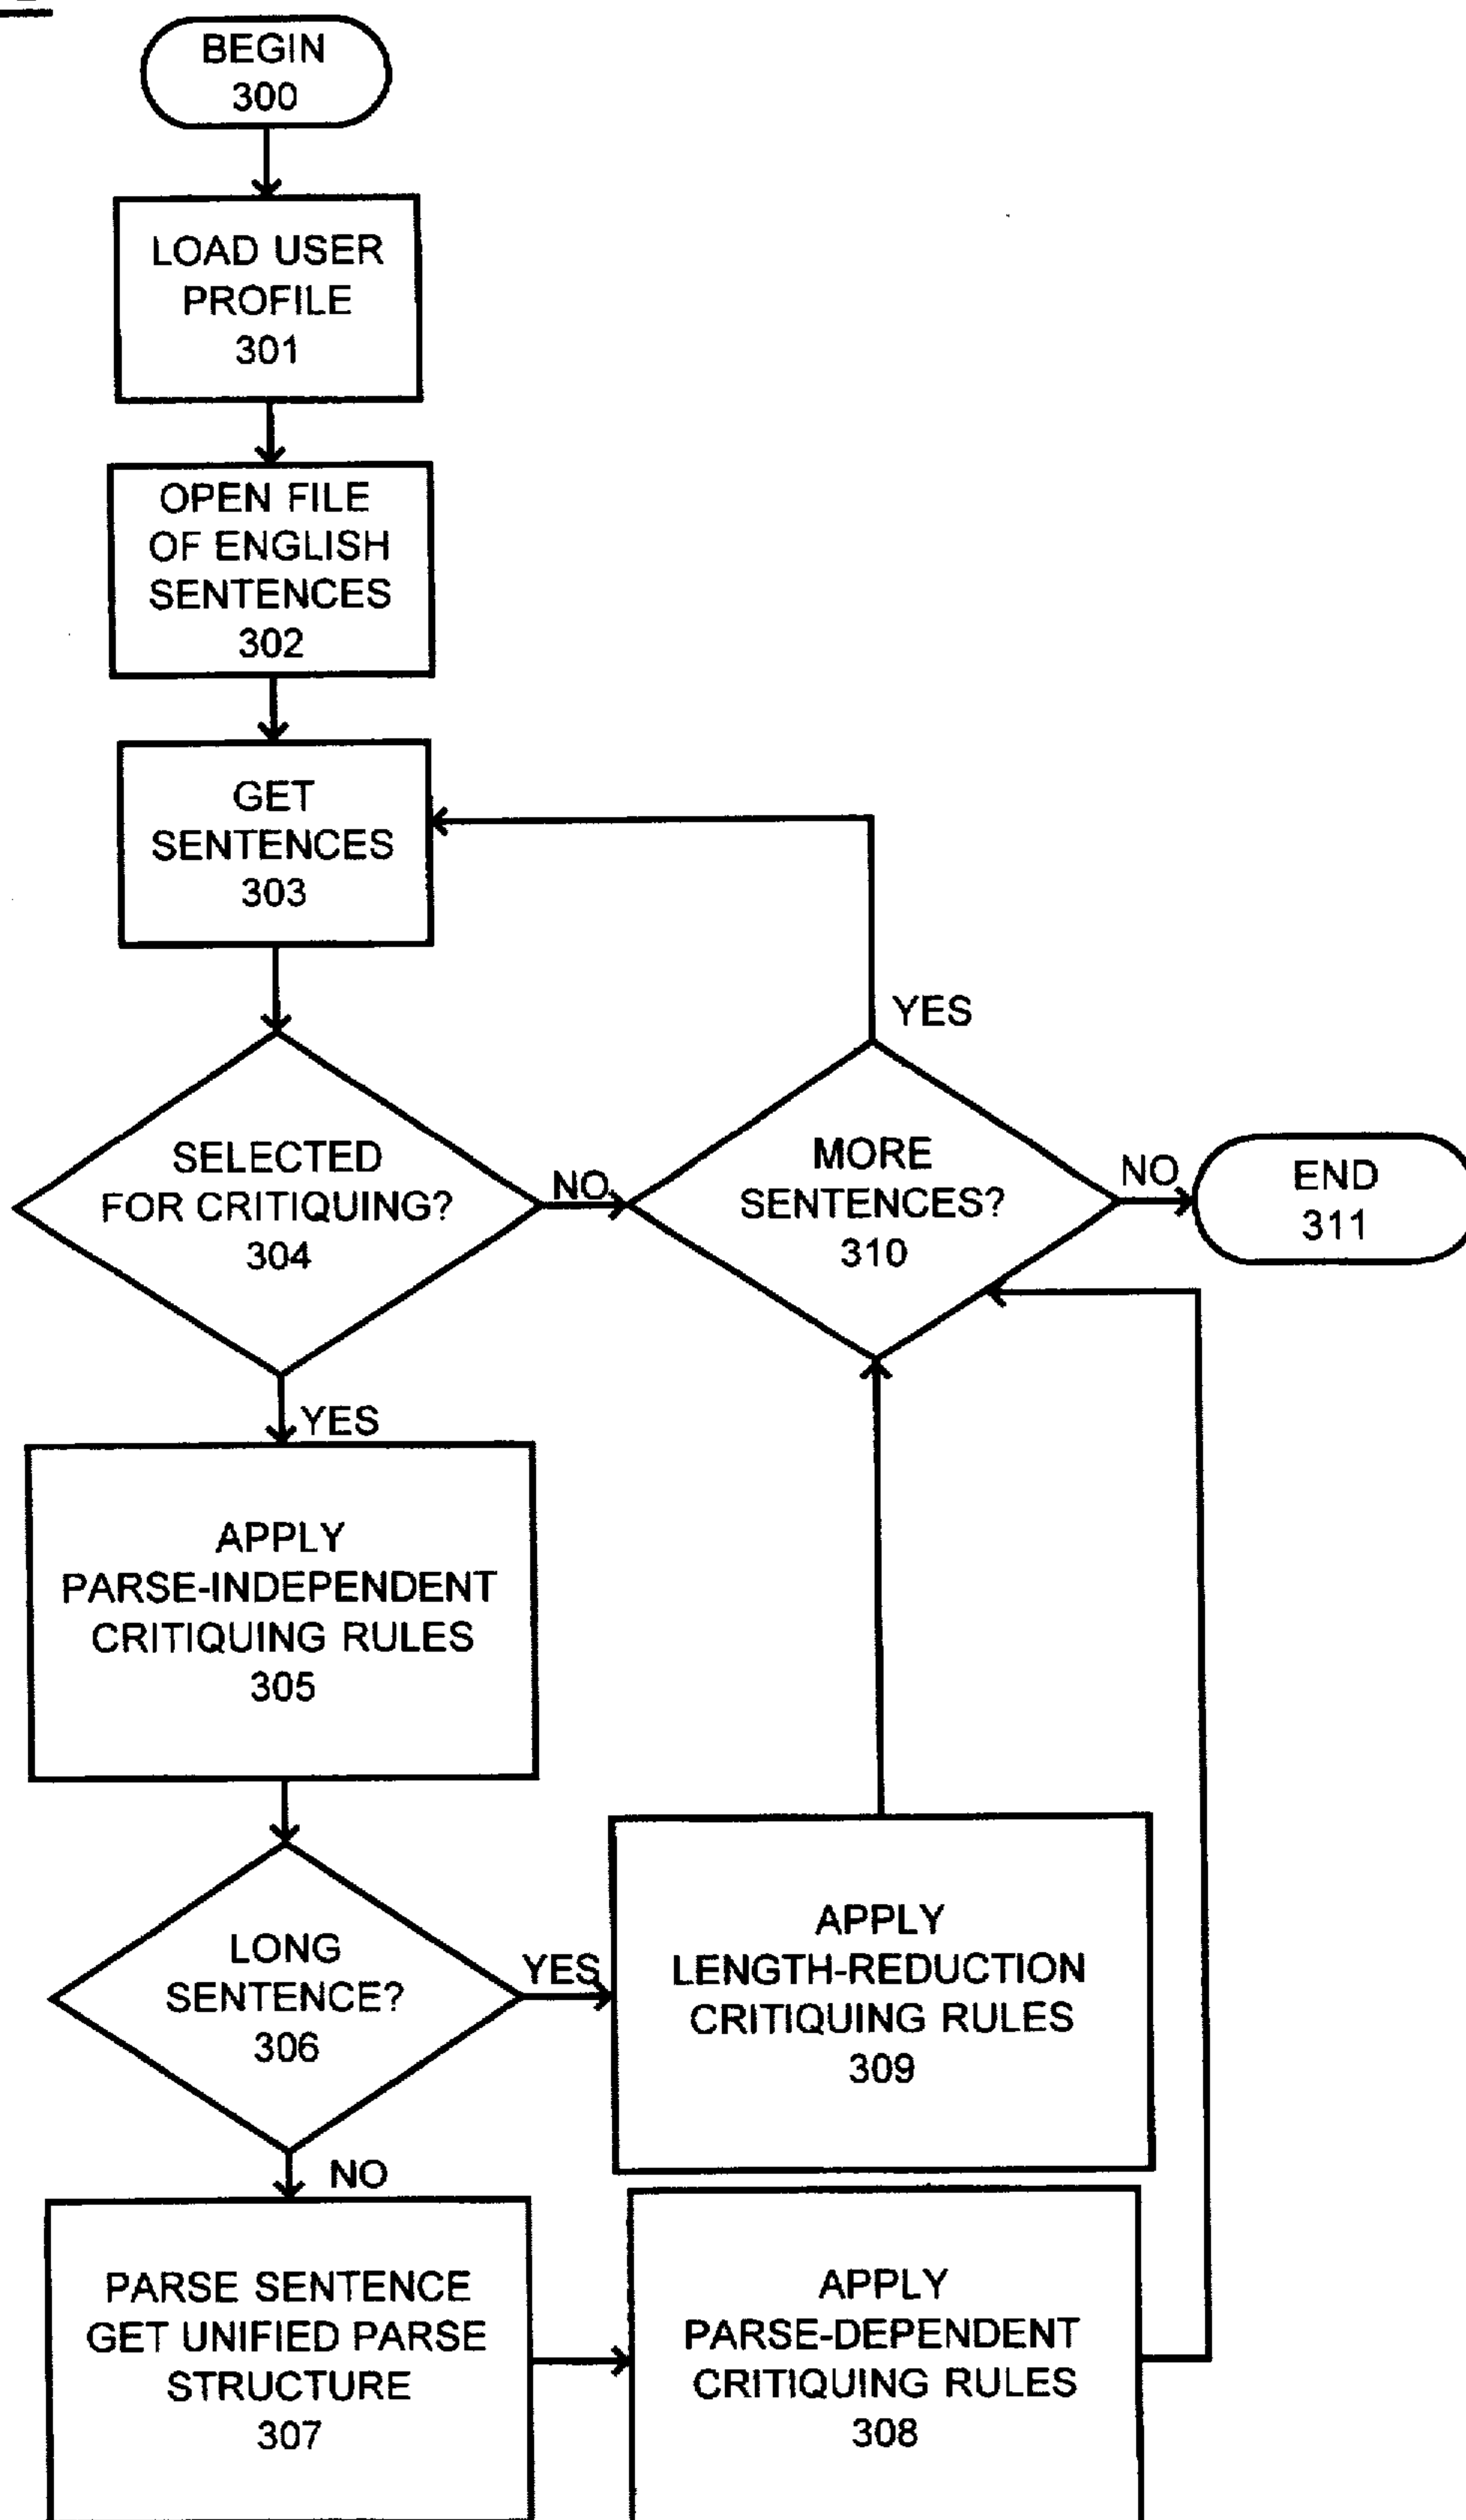 BEGIN
300
LOAD USER
PROFILE
301
OPEN FILE
OF ENGLISH
SENTENCES
302
GET
SENTENCES
303
YES
SELECTED
FOR CRITIQUING?
304
NO
MORE
SENTENCES?
310
NO
END
311
YES
APPLY
PARSE-INDEPENDENT
CRITIQUING RULES
305
LONG
SENTENCE?
306
YES
APPLY
LENGTH-REDUCTION
CRITIQUING RULES
309
NO
PARSE SENTENCE
GET UNIFIED PARSE
STRUCTURE
307
APPLY
PARSE-DEPENDENT
CRITIQUING RULES
308